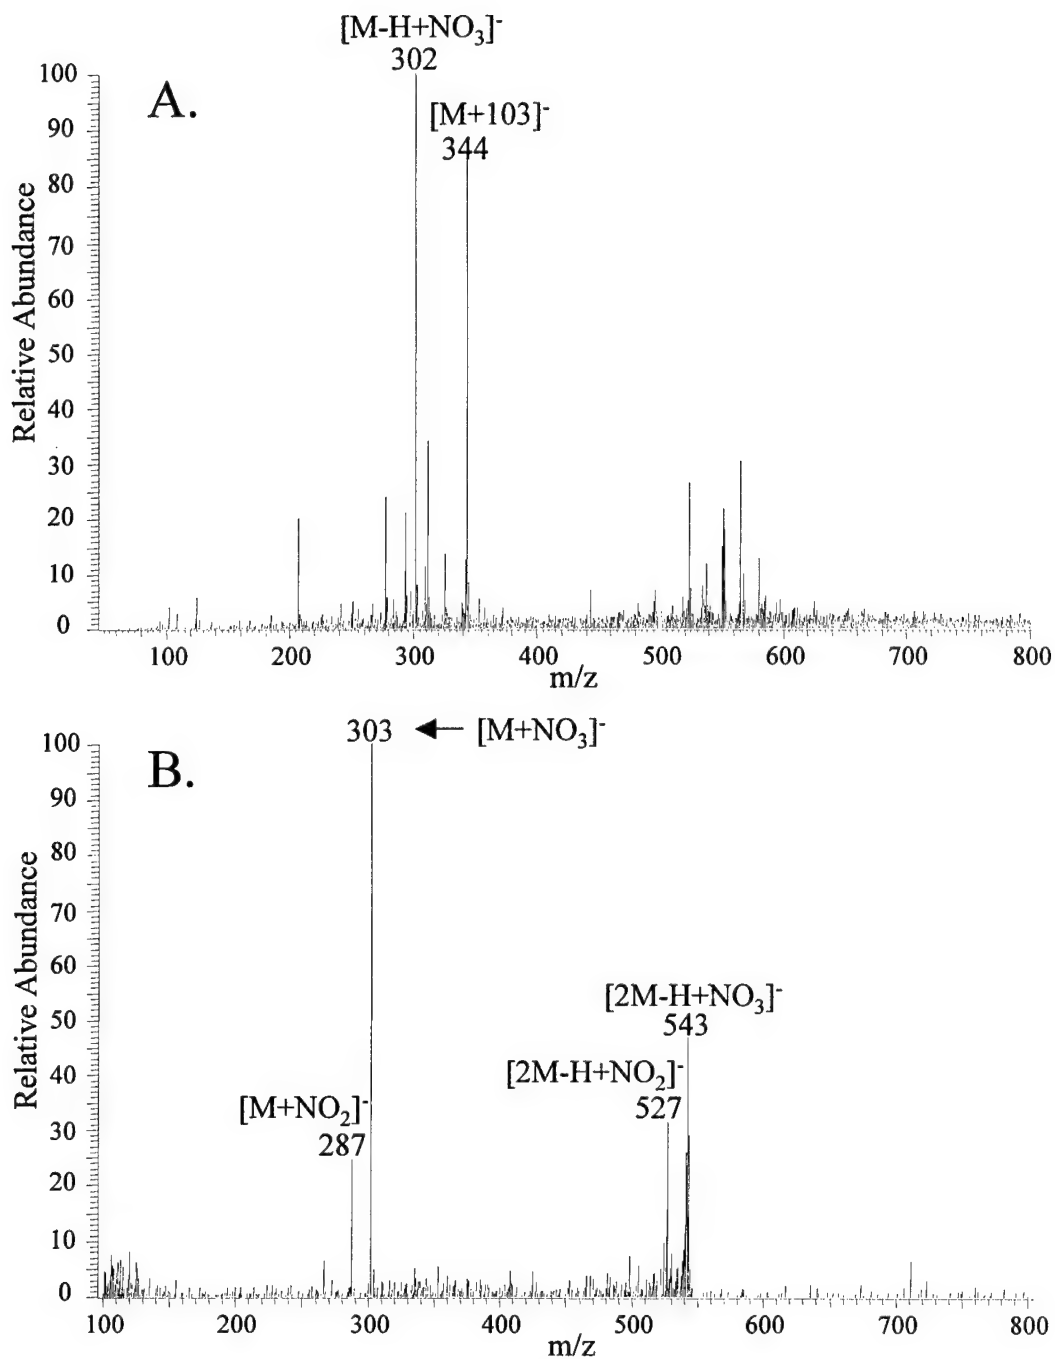 [M-H+NO3]-
302
A.
[M+103]-
344
100
90
80
70
60
50
40
30
20
10
0
Relative Abundance
100 200 300 400 500 600 700 800
m/z
303 ← [M+NO3]-
B.
100
90
80
70
60
50
40
30
20
10
0
Relative Abundance
[2M-H+NO3]-
543
[2M-H+NO2]-
527
[M+NO2]-
287
100 200 300 400 500 600 700 800
m/z